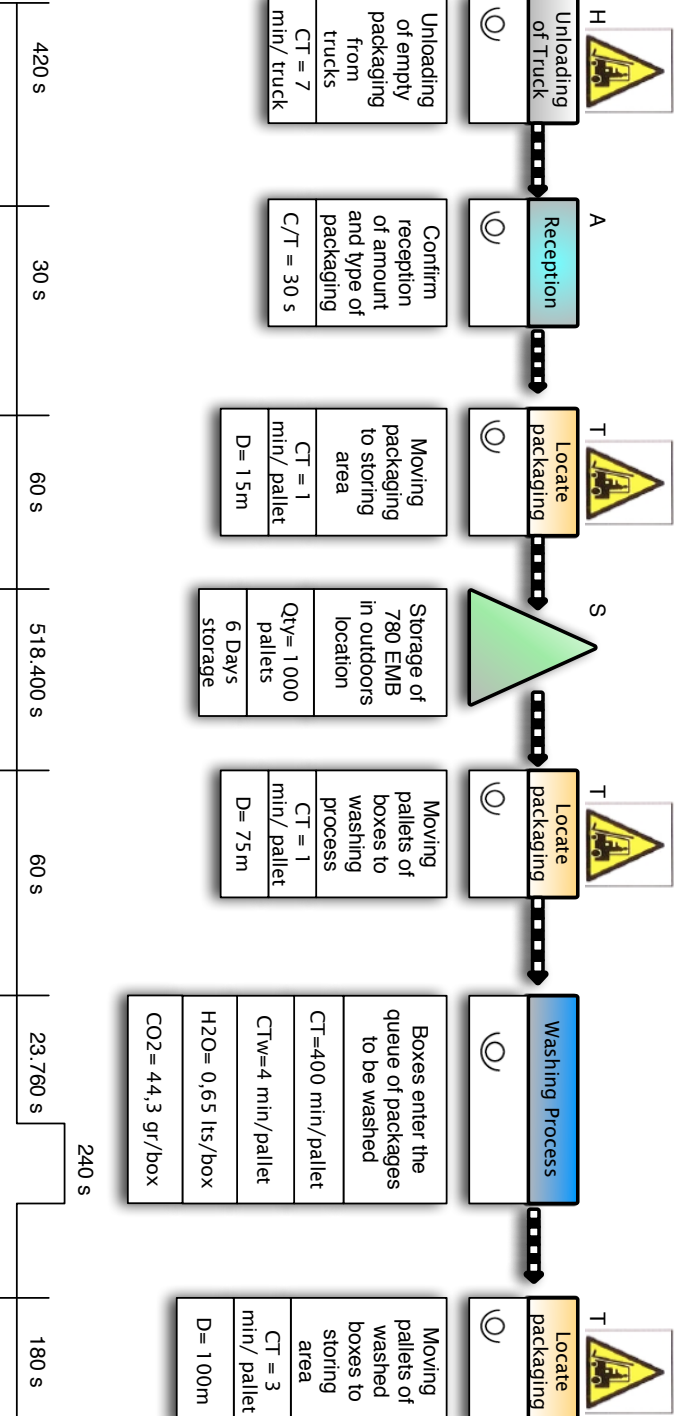 H
Unloading
of Truck
Unloading
of empty
packaging
from
trucks
CT = 7
min/ truck
420 s
A
Reception
Confirm
reception
of amount
and type of
packaging
C/T = 30 s
30 s
T
Locate
packaging
Moving
packaging
to storing
area
CT = 1
min/ pallet
D= 15m
60 s
S
Storage of
780 EMB
in outdoors
location
Qty= 1000
pallets
6 Days
storage
518.400 s
T
Locate
packaging
Moving
pallets of
boxes to
washing
process
CT = 1
min/ pallet
D= 75m
60 s
Washing Process
Boxes enter the
queue of packages
to be washed
CT=400 min/pallet
CTw=4 min/pallet
H2O= 0,65 lts/box
CO2= 44,3 gr/box
23.760 s
240 s
T
Locate
packaging
Moving
pallets of
washed
boxes to
storing
area
CT = 3
min/ pallet
D= 100m
180 s